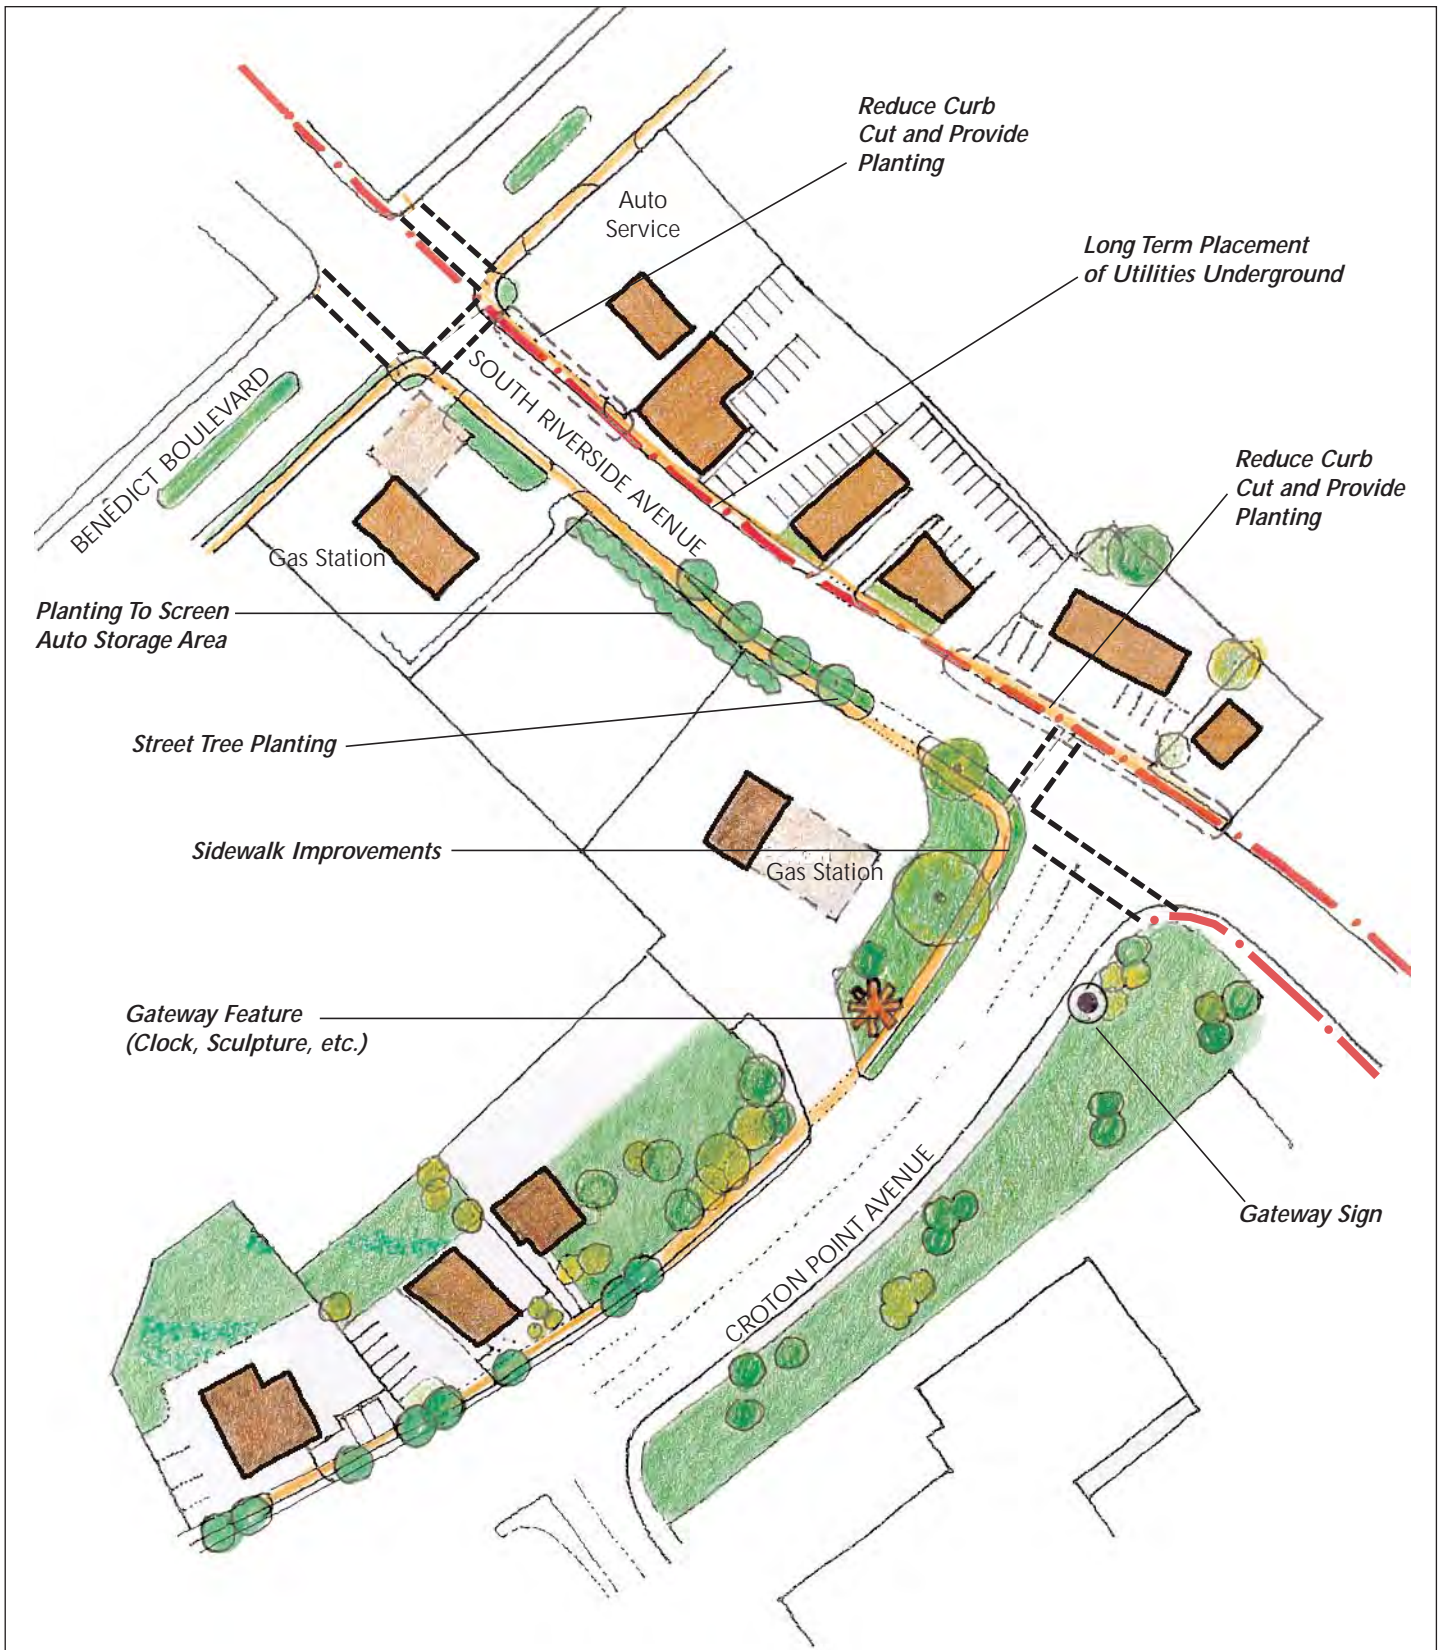 Reduce Curb
Cut and Provide
Planting
Auto
Service
Long Term Placement
of Utilities Underground
SOUTH RIVERSIDE AVENUE
BENEDICT BOULEVARD
Reduce Curb
Cut and Provide
Planting
Gas Station
Planting To Screen
Auto Storage Area
Street Tree Planting
Sidewalk Improvements
Gas Station
Gateway Feature
(Clock, Sculpture, etc.)
CROTON POINT AVENUE
Gateway Sign